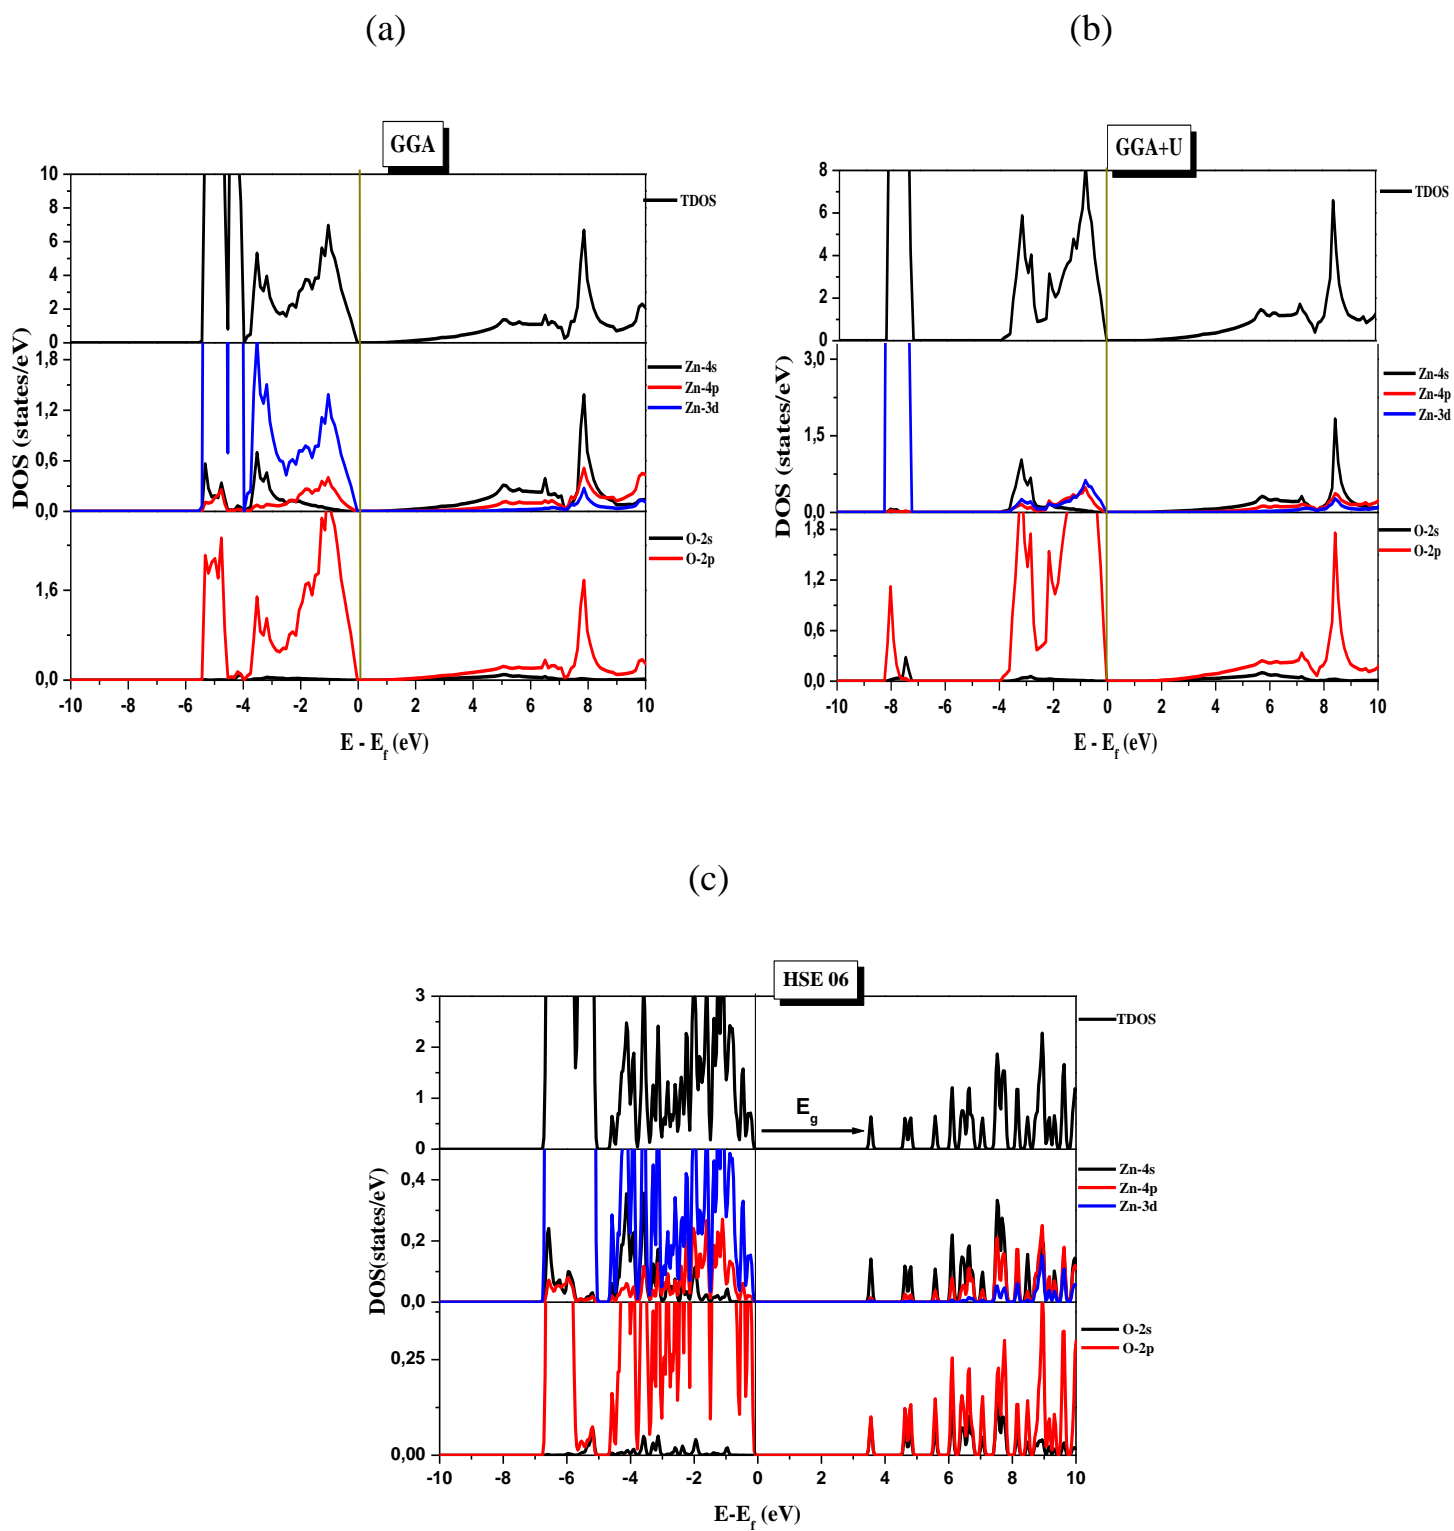 (a)
GGA
10
8
6
4
2
0
TDOS
1,8
1,2
0,6
0,0
Zn-4s
Zn-4p
Zn-3d
1,6
0,0
O-2s
O-2p
DOS (states/eV)
-10 -8 -6 -4 -2 0 2 4 6 8 10
E - Ef (eV)
(b)
GGA+U
8
6
4
2
0
TDOS
3,0
1.5
0,0
Zn-4s
Zn-4p
Zn-3d
1.8
1,2
0,6
0,0
O-2s
O-2p
DOS (states/eV)
-10 -8 -6 -4 -2 0 2 4 6 8 10
E - Ef (eV)
(c)
HSE 06
3
2
1
0
TDOS
Eg
0,4
0,2
0,0
Zn-4s
Zn-4p
Zn-3d
0,25
0,00
O-2s
O-2p
DOS(states/eV)
-10 -8 -6 -4 -2 0 2 4 6 8 10
E-Ef (eV)